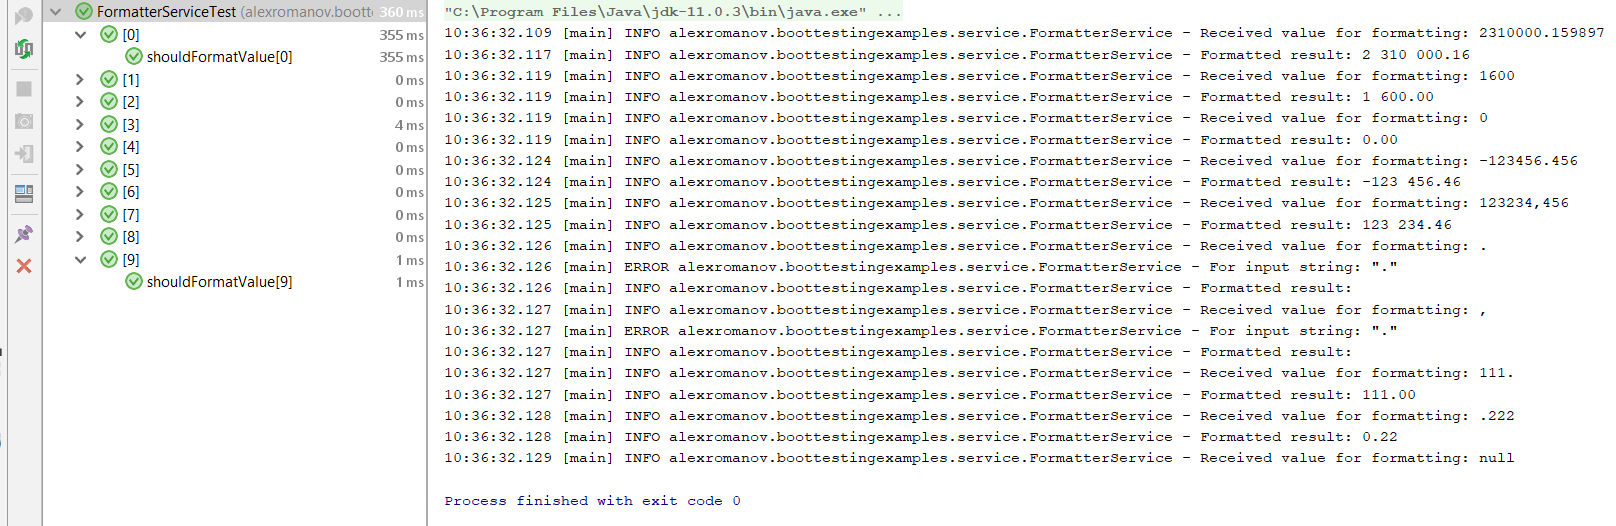 FormatterServiceTest (alexromanov.boott 360 ms
[0] 355 ms
shouldFormatValue[0] 355 ms
[1] 0 ms
[2] 0 ms
[3] 4 ms
[4] 0 ms
[5] 0 ms
[6] 0 ms
[7] 0 ms
[8] 0 ms
[9] 1 ms
shouldFormatValue[9] 1 ms
"C:\Program Files\Java\jdk-11.0.3\bin\java.exe" ...
10:36:32.109 [main] INFO alexromanov.boottestingexamples.service.FormatterService - Received value for formatting: 2310000.159897
10:36:32.117 [main] INFO alexromanov.boottestingexamples.service.FormatterService - Formatted result: 2 310 000.16
10:36:32.119 [main] INFO alexromanov.boottestingexamples.service.FormatterService - Received value for formatting: 1600
10:36:32.119 [main] INFO alexromanov.boottestingexamples.service.FormatterService - Formatted result: 1 600.00
10:36:32.119 [main] INFO alexromanov.boottestingexamples.service.FormatterService - Received value for formatting: 0
10:36:32.119 [main] INFO alexromanov.boottestingexamples.service.FormatterService - Formatted result: 0.00
10:36:32.124 [main] INFO alexromanov.boottestingexamples.service.FormatterService - Received value for formatting: -123456.456
10:36:32.124 [main] INFO alexromanov.boottestingexamples.service.FormatterService - Formatted result: -123 456.46
10:36:32.125 [main] INFO alexromanov.boottestingexamples.service.FormatterService - Received value for formatting: 123234,456
10:36:32.125 [main] INFO alexromanov.boottestingexamples.service.FormatterService - Formatted result: 123 234.46
10:36:32.126 [main] INFO alexromanov.boottestingexamples.service.FormatterService - Received value for formatting: .
10:36:32.126 [main] ERROR alexromanov.boottestingexamples.service.FormatterService - For input string: "."
10:36:32.126 [main] INFO alexromanov.boottestingexamples.service.FormatterService - Formatted result:
10:36:32.127 [main] INFO alexromanov.boottestingexamples.service.FormatterService - Received value for formatting: ,
10:36:32.127 [main] ERROR alexromanov.boottestingexamples.service.FormatterService - For input string: "."
10:36:32.127 [main] INFO alexromanov.boottestingexamples.service.FormatterService - Formatted result:
10:36:32.127 [main] INFO alexromanov.boottestingexamples.service.FormatterService - Received value for formatting: 111.
10:36:32.127 [main] INFO alexromanov.boottestingexamples.service.FormatterService - Formatted result: 111.00
10:36:32.128 [main] INFO alexromanov.boottestingexamples.service.FormatterService - Received value for formatting: .222
10:36:32.128 [main] INFO alexromanov.boottestingexamples.service.FormatterService - Formatted result: 0.22
10:36:32.129 [main] INFO alexromanov.boottestingexamples.service.FormatterService - Received value for formatting: null
Process finished with exit code 0